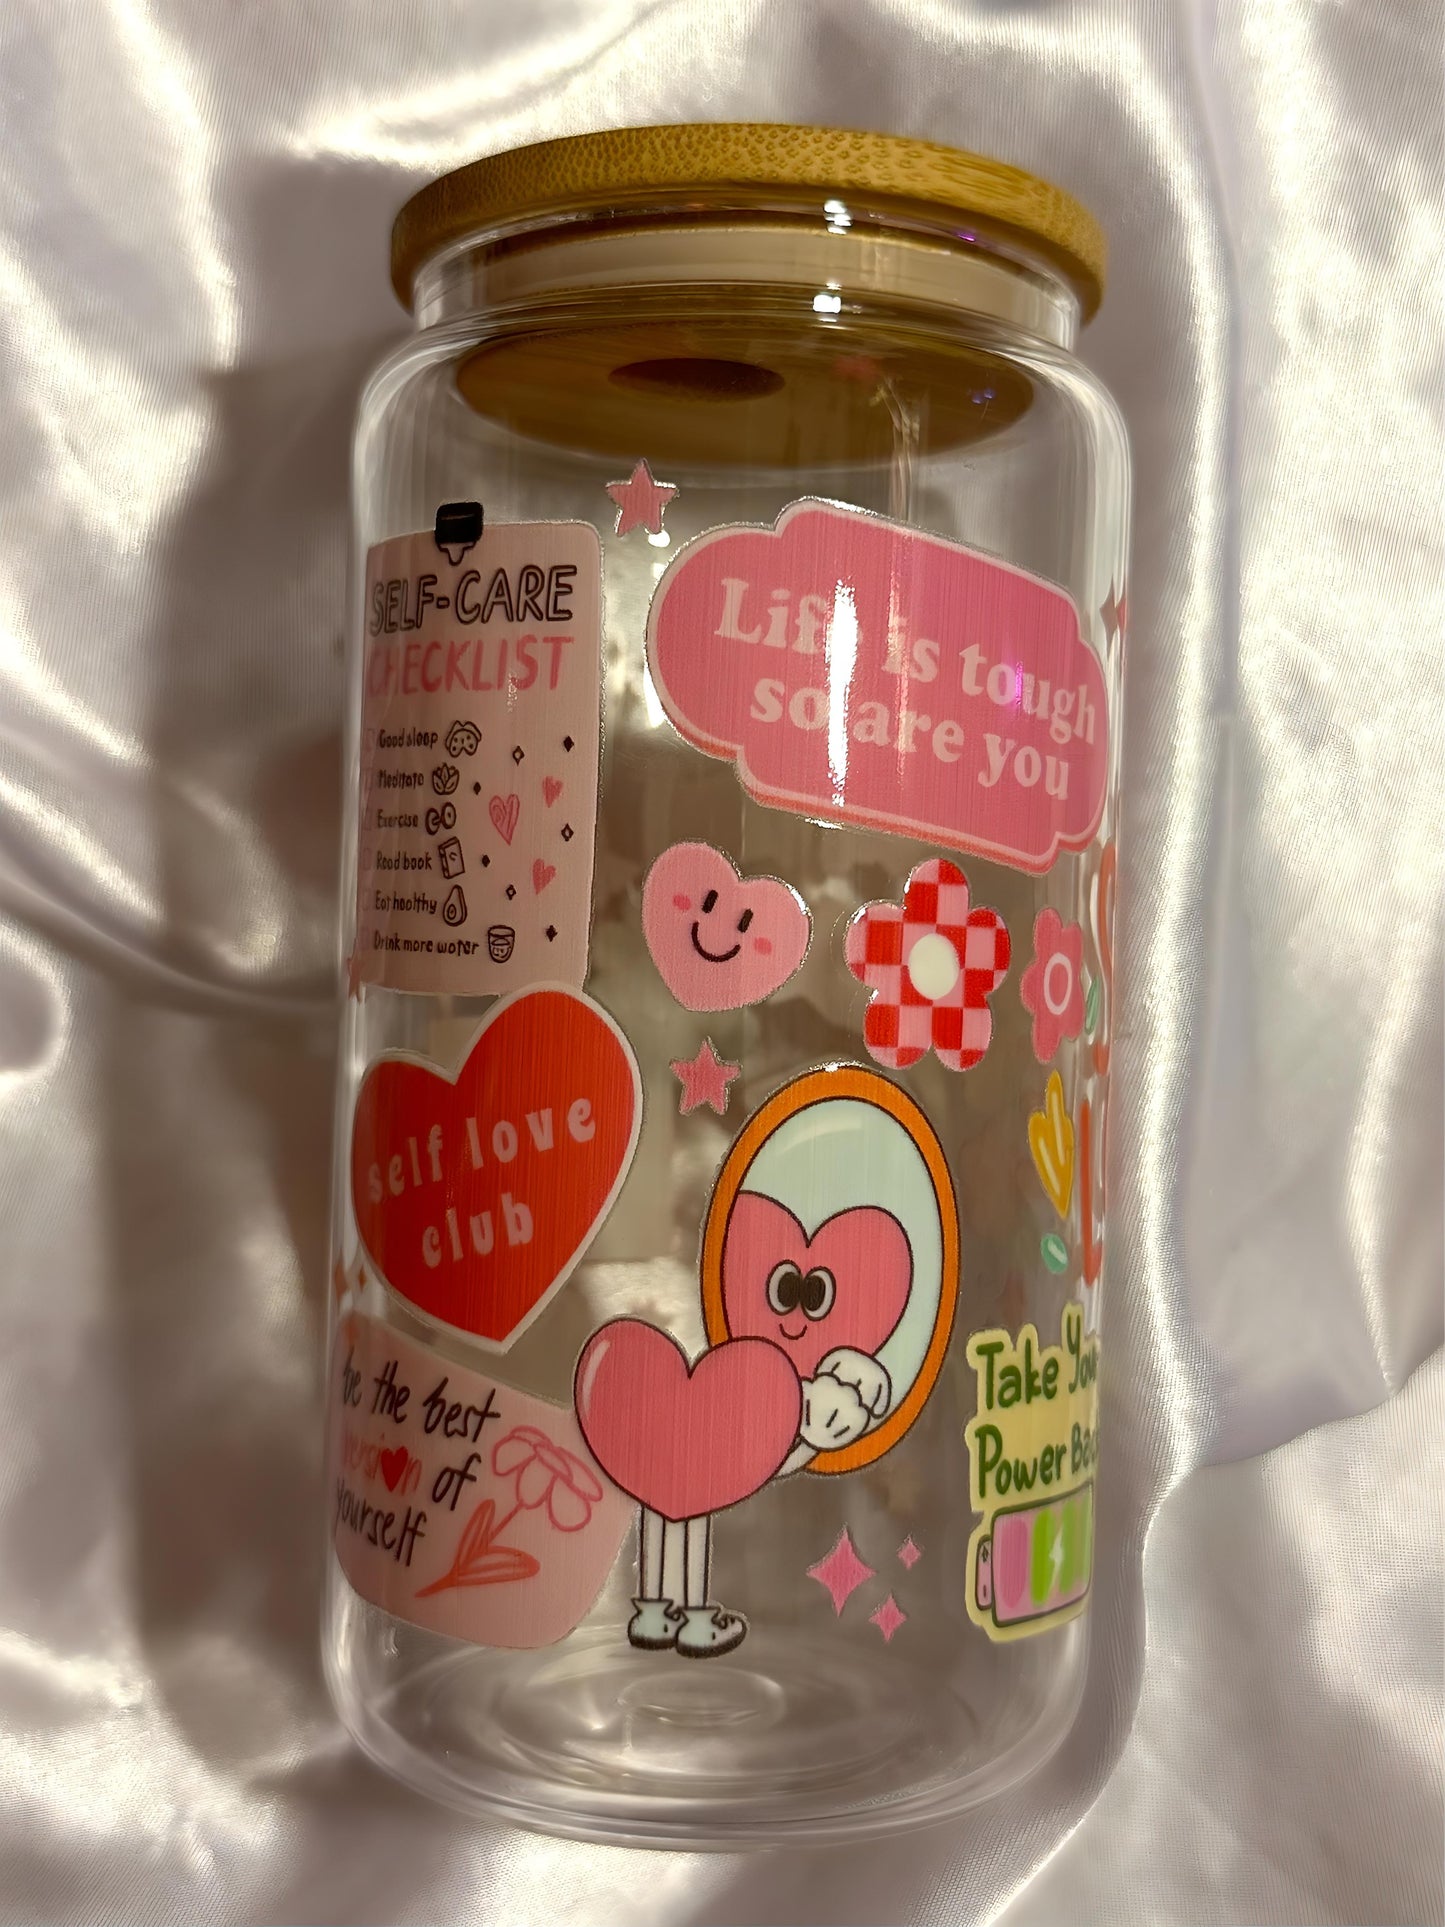 SELF-CARE
CHECKLIST
Good sleep
Meditate
Exercise
Read book
Eat healthy
Drink more water
Life is tough
so are you
self love
club
be the best
version of
yourself
Take
Power